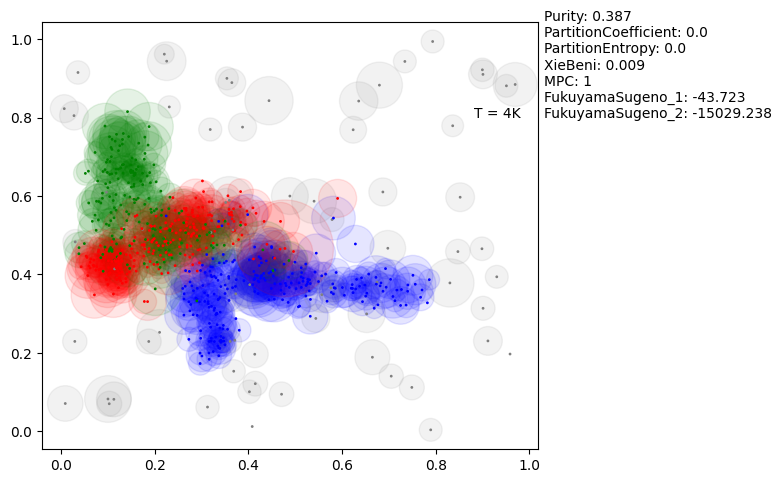 Purity: 0.387
PartitionCoefficient: 0.0
PartitionEntropy: 0.0
XieBeni: 0.009
MPC: 1
FukuyamaSugeno_1: -43.723
FukuyamaSugeno_2: -15029.238
T = 4K
1.0
0.8
0.6
0.4
0.2
0.0
0.0 0.2 0.4 0.6 0.8 1.0